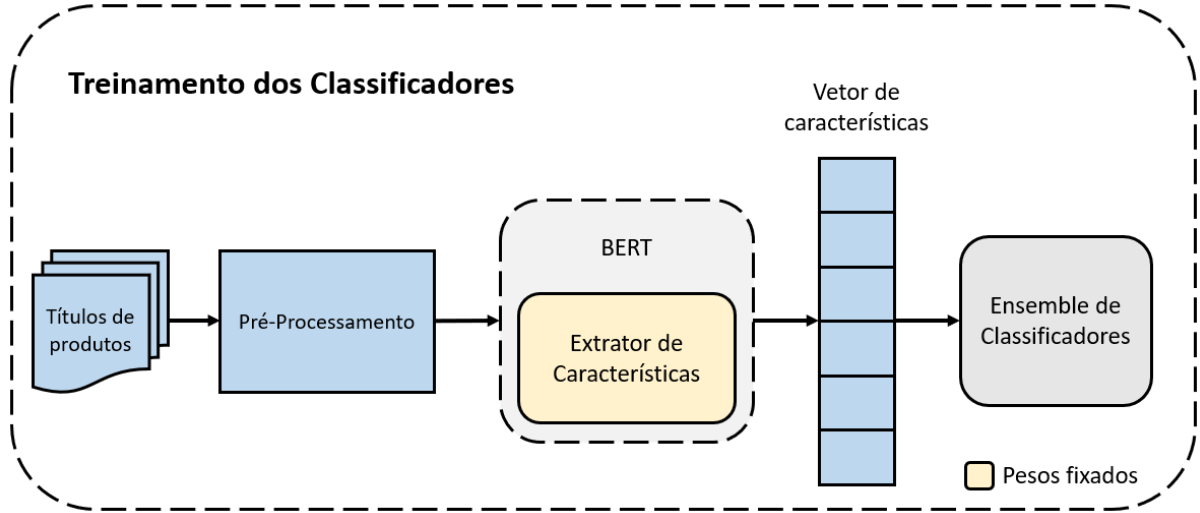 Treinamento dos Classificadores
Vetor de
características
Títulos de
produtos
Pré-Processamento
BERT
Extrator de
Características
Ensemble de
Classificadores
Pesos fixados